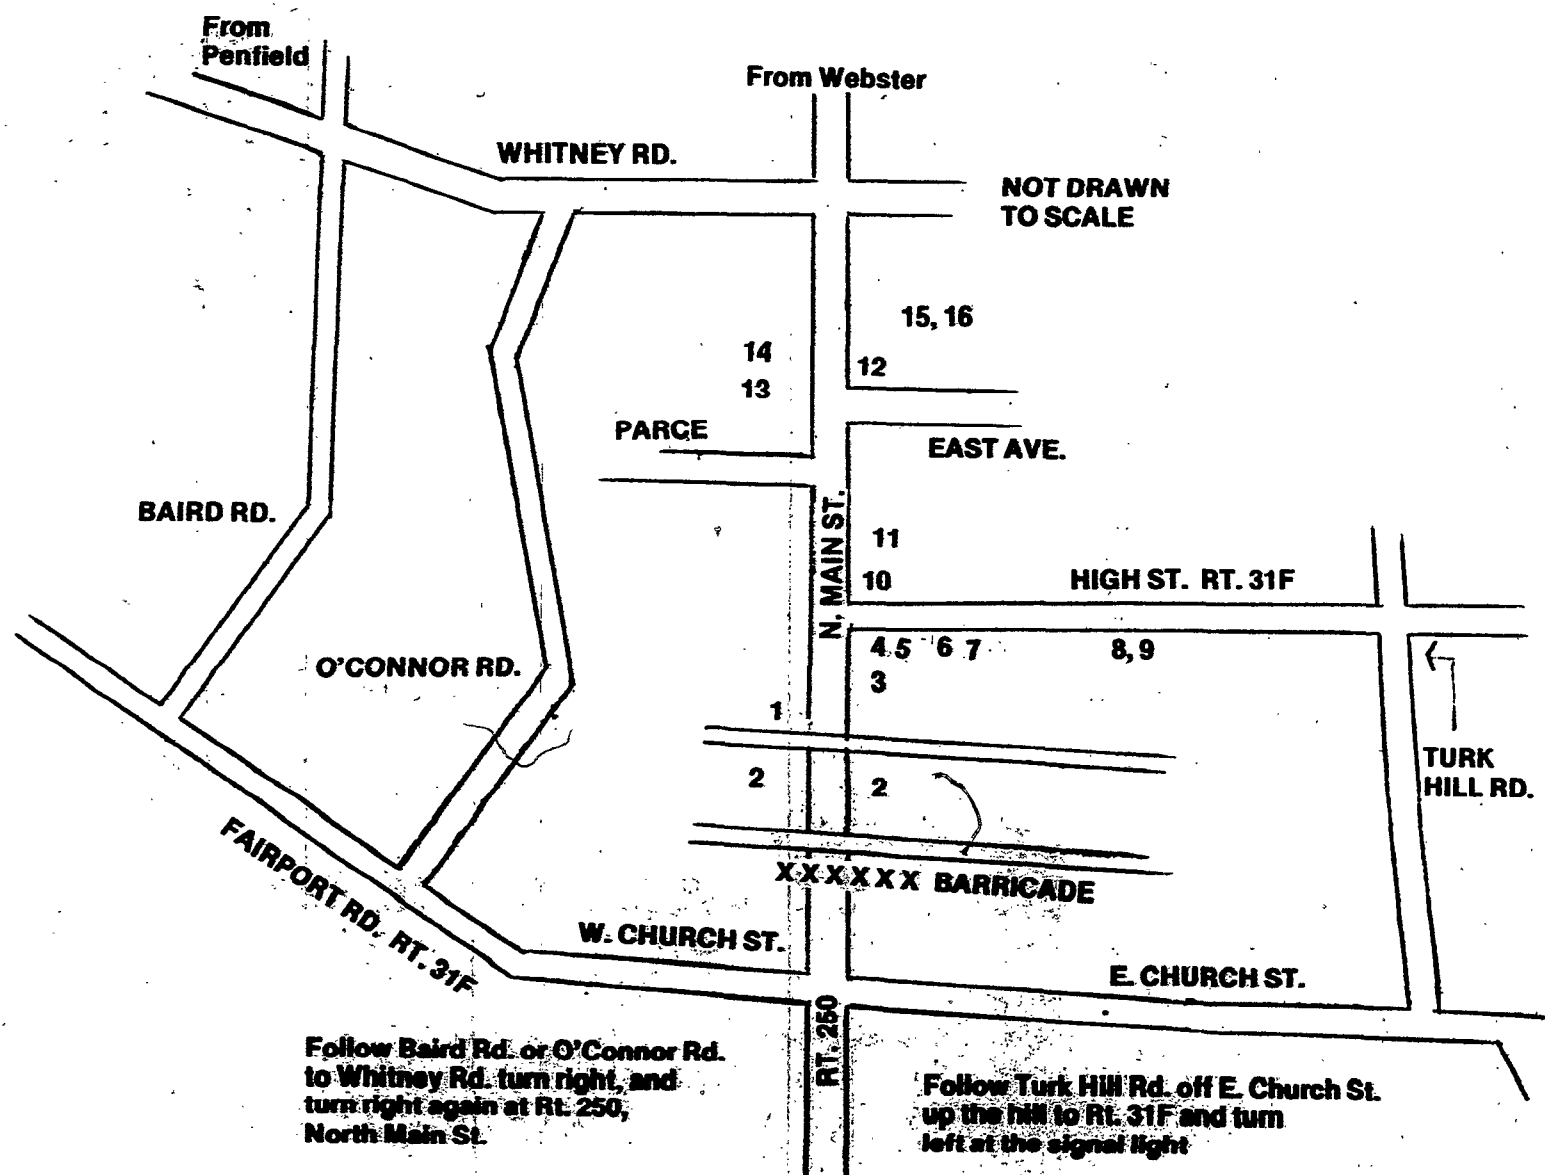 From
Penfield
From Webster
WHITNEY RD.
NOT DRAWN
TO SCALE
15, 16
14
12
13
PARCE
EAST AVE.
BAIRD RD.
N. MAIN ST.
11
10
HIGH ST. RT. 31F
4 5 6 7 8, 9
O'CONNOR RD.
3
1
TURK
HILL RD.
2
2
FAIRPORT RD. RT. 31F
X X X X X X BARRICADE
W. CHURCH ST.
E. CHURCH ST.
RT. 250
Follow Baird Rd. or O'Connor Rd.
to Whitney Rd. turn right, and
turn right again at Rt. 250,
North Main St.
Follow Turk Hill Rd. off E. Church St.
up the hill to Rt. 31F and turn
left at the signal light